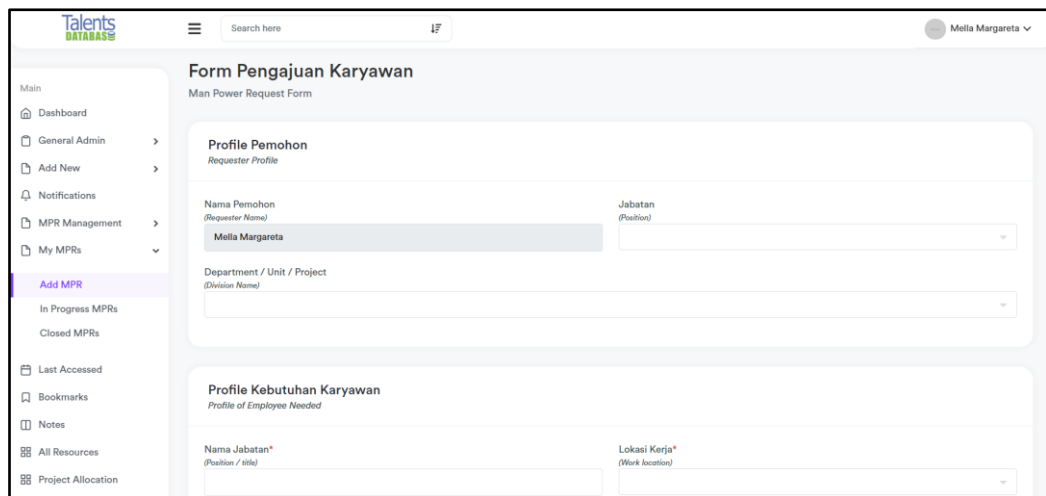 Talents
DATABASE
Search here
Mella Margareta
Main
Dashboard
General Admin
Add New
Notifications
MPR Management
My MPRs
Add MPR
In Progress MPRs
Closed MPRs
Last Accessed
Bookmarks
Notes
All Resources
Project Allocation
Form Pengajuan Karyawan
Man Power Request Form
Profile Pemohon
Requester Profile
Nama Pemohon
(Requester Name)
Mella Margareta
Jabatan
(Position)
Department / Unit / Project
(Division Name)
Profile Kebutuhan Karyawan
Profile of Employee Needed
Nama Jabatan*
(Position / title)
Lokasi Kerja*
(Work location)